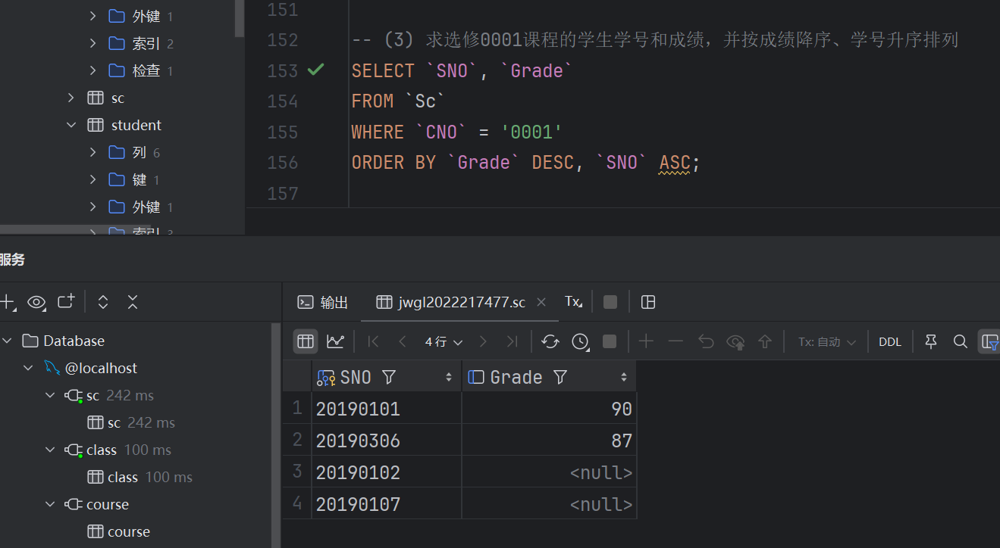 外键 1
索引 2
检查 1
sc
student
列 6
键 1
外键 1
索引
151
152 -- (3) 求选修0001课程的学生学号和成绩，并按成绩降序、学号升序排列
153 SELECT `SNO`, `Grade`
154 FROM `Sc`
155 WHERE `CNO` = '0001'
156 ORDER BY `Grade` DESC, `SNO` ASC;
157
服务
输出 jwgl2022217477.sc Tx
4 行 Tx: 自动 DDL
Database
@localhost
sc 242 ms
sc 242 ms
class 100 ms
class 100 ms
course
course
SNO Grade
1 20190101 90
2 20190306 87
3 20190102 <null>
4 20190107 <null>